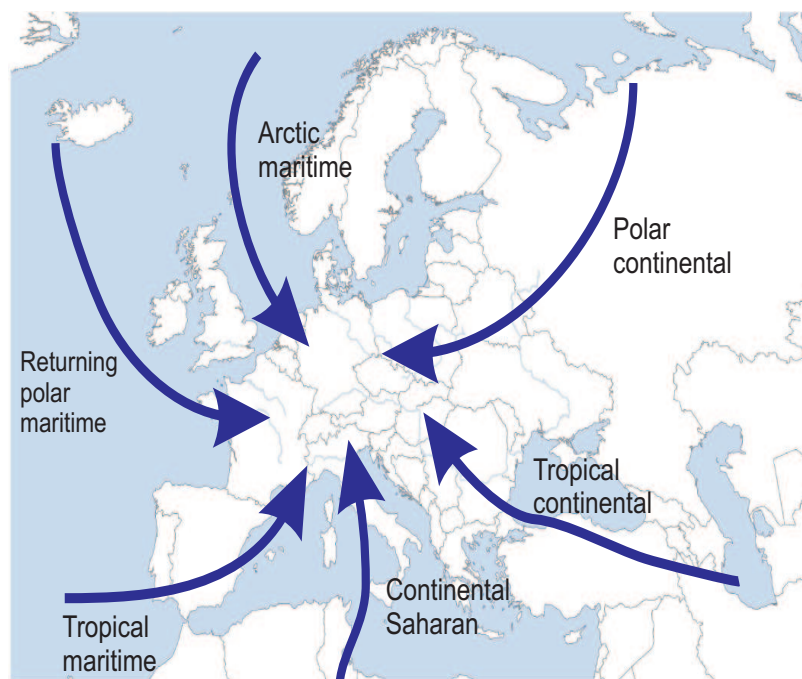 Arctic
maritime
Polar
continental
Returning
polar
maritime
Tropical
continental
Continental
Saharan
Tropical
maritime